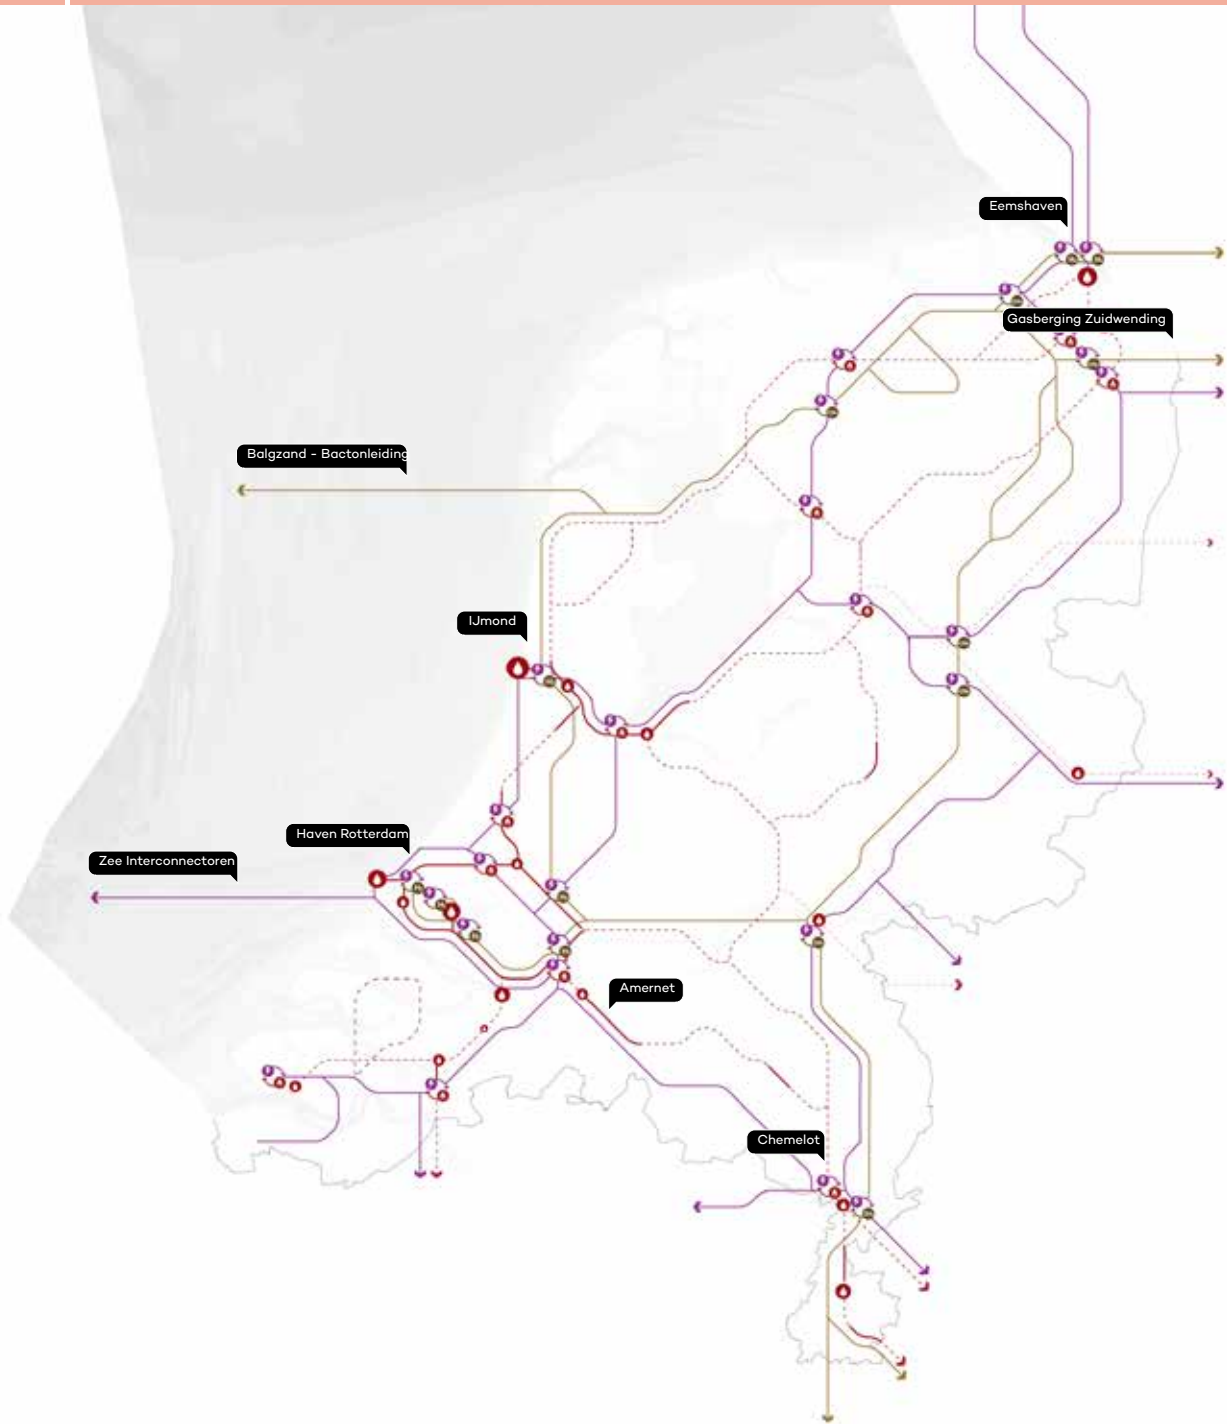 Eemshaven
Gasberging Zuidwending
Balgzand - Bactonleiding
IJmond
Haven Rotterdam
Zee Interconnectoren
Amernet
Chemelot